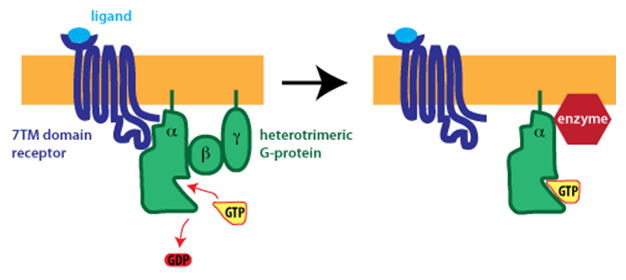 ligand
7TM domain
receptor
α
β
γ
heterotrimeric
G-protein
GTP
GDP
α
enzyme
GTP